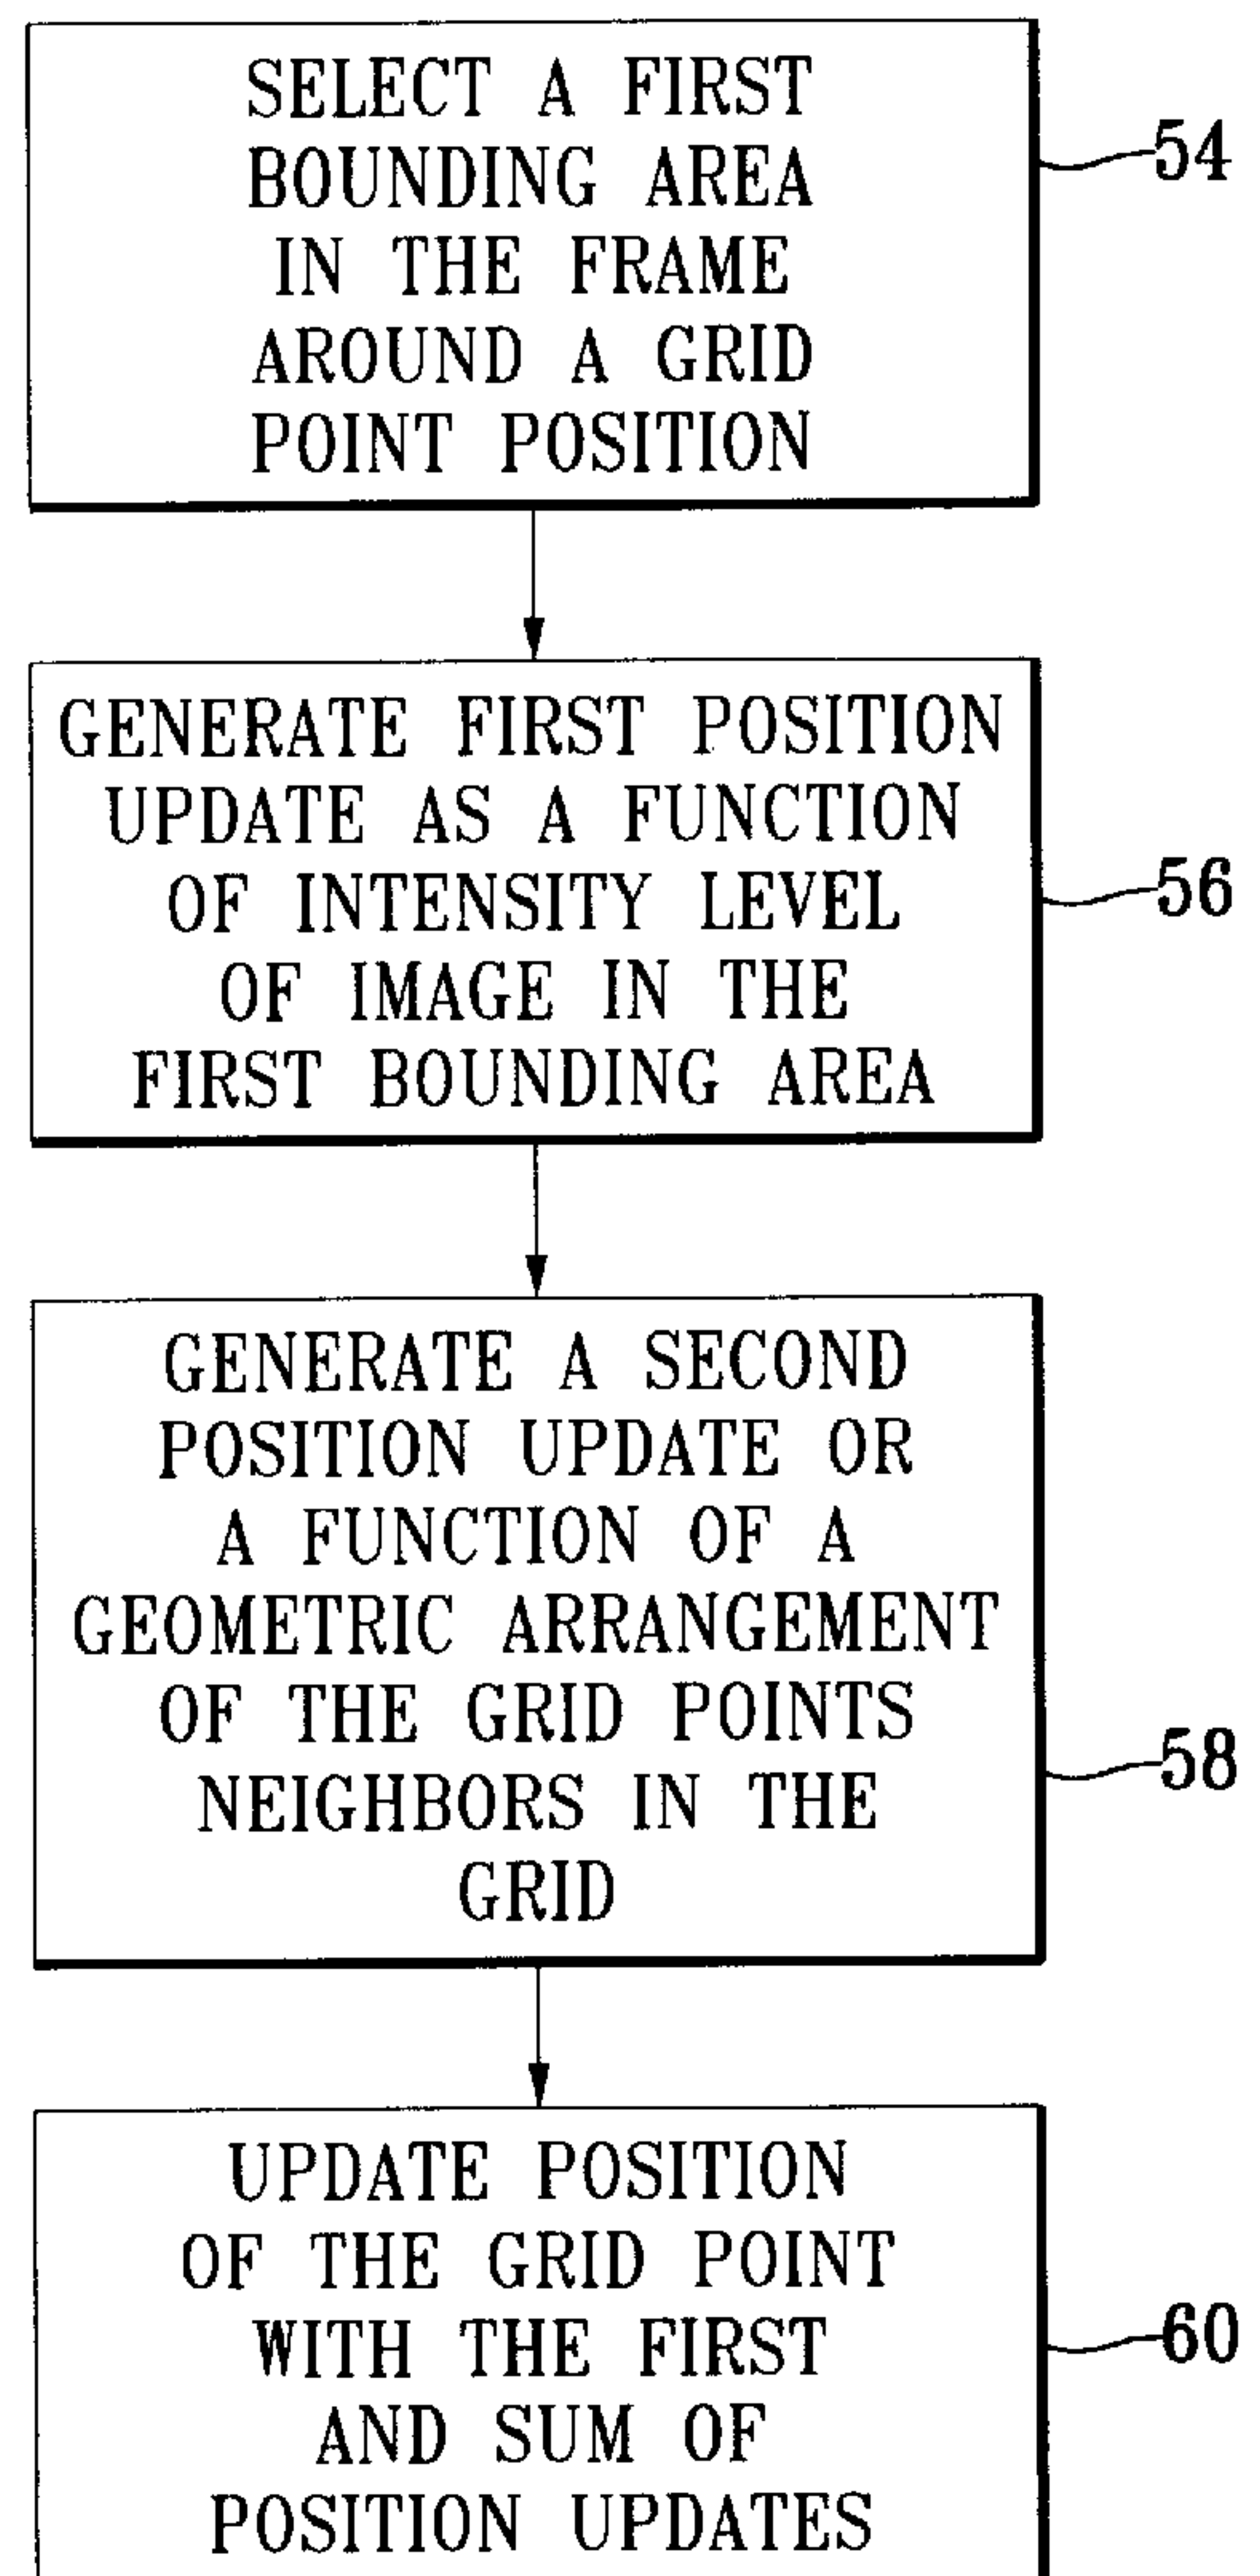 SELECT A FIRST
BOUNDING AREA
IN THE FRAME
AROUND A GRID
POINT POSITION
54
GENERATE FIRST POSITION
UPDATE AS A FUNCTION
OF INTENSITY LEVEL
OF IMAGE IN THE
FIRST BOUNDING AREA
56
GENERATE A SECOND
POSITION UPDATE OR
A FUNCTION OF A
GEOMETRIC ARRANGEMENT
OF THE GRID POINTS
NEIGHBORS IN THE
GRID
58
UPDATE POSITION
OF THE GRID POINT
WITH THE FIRST
AND SUM OF
POSITION UPDATES
60